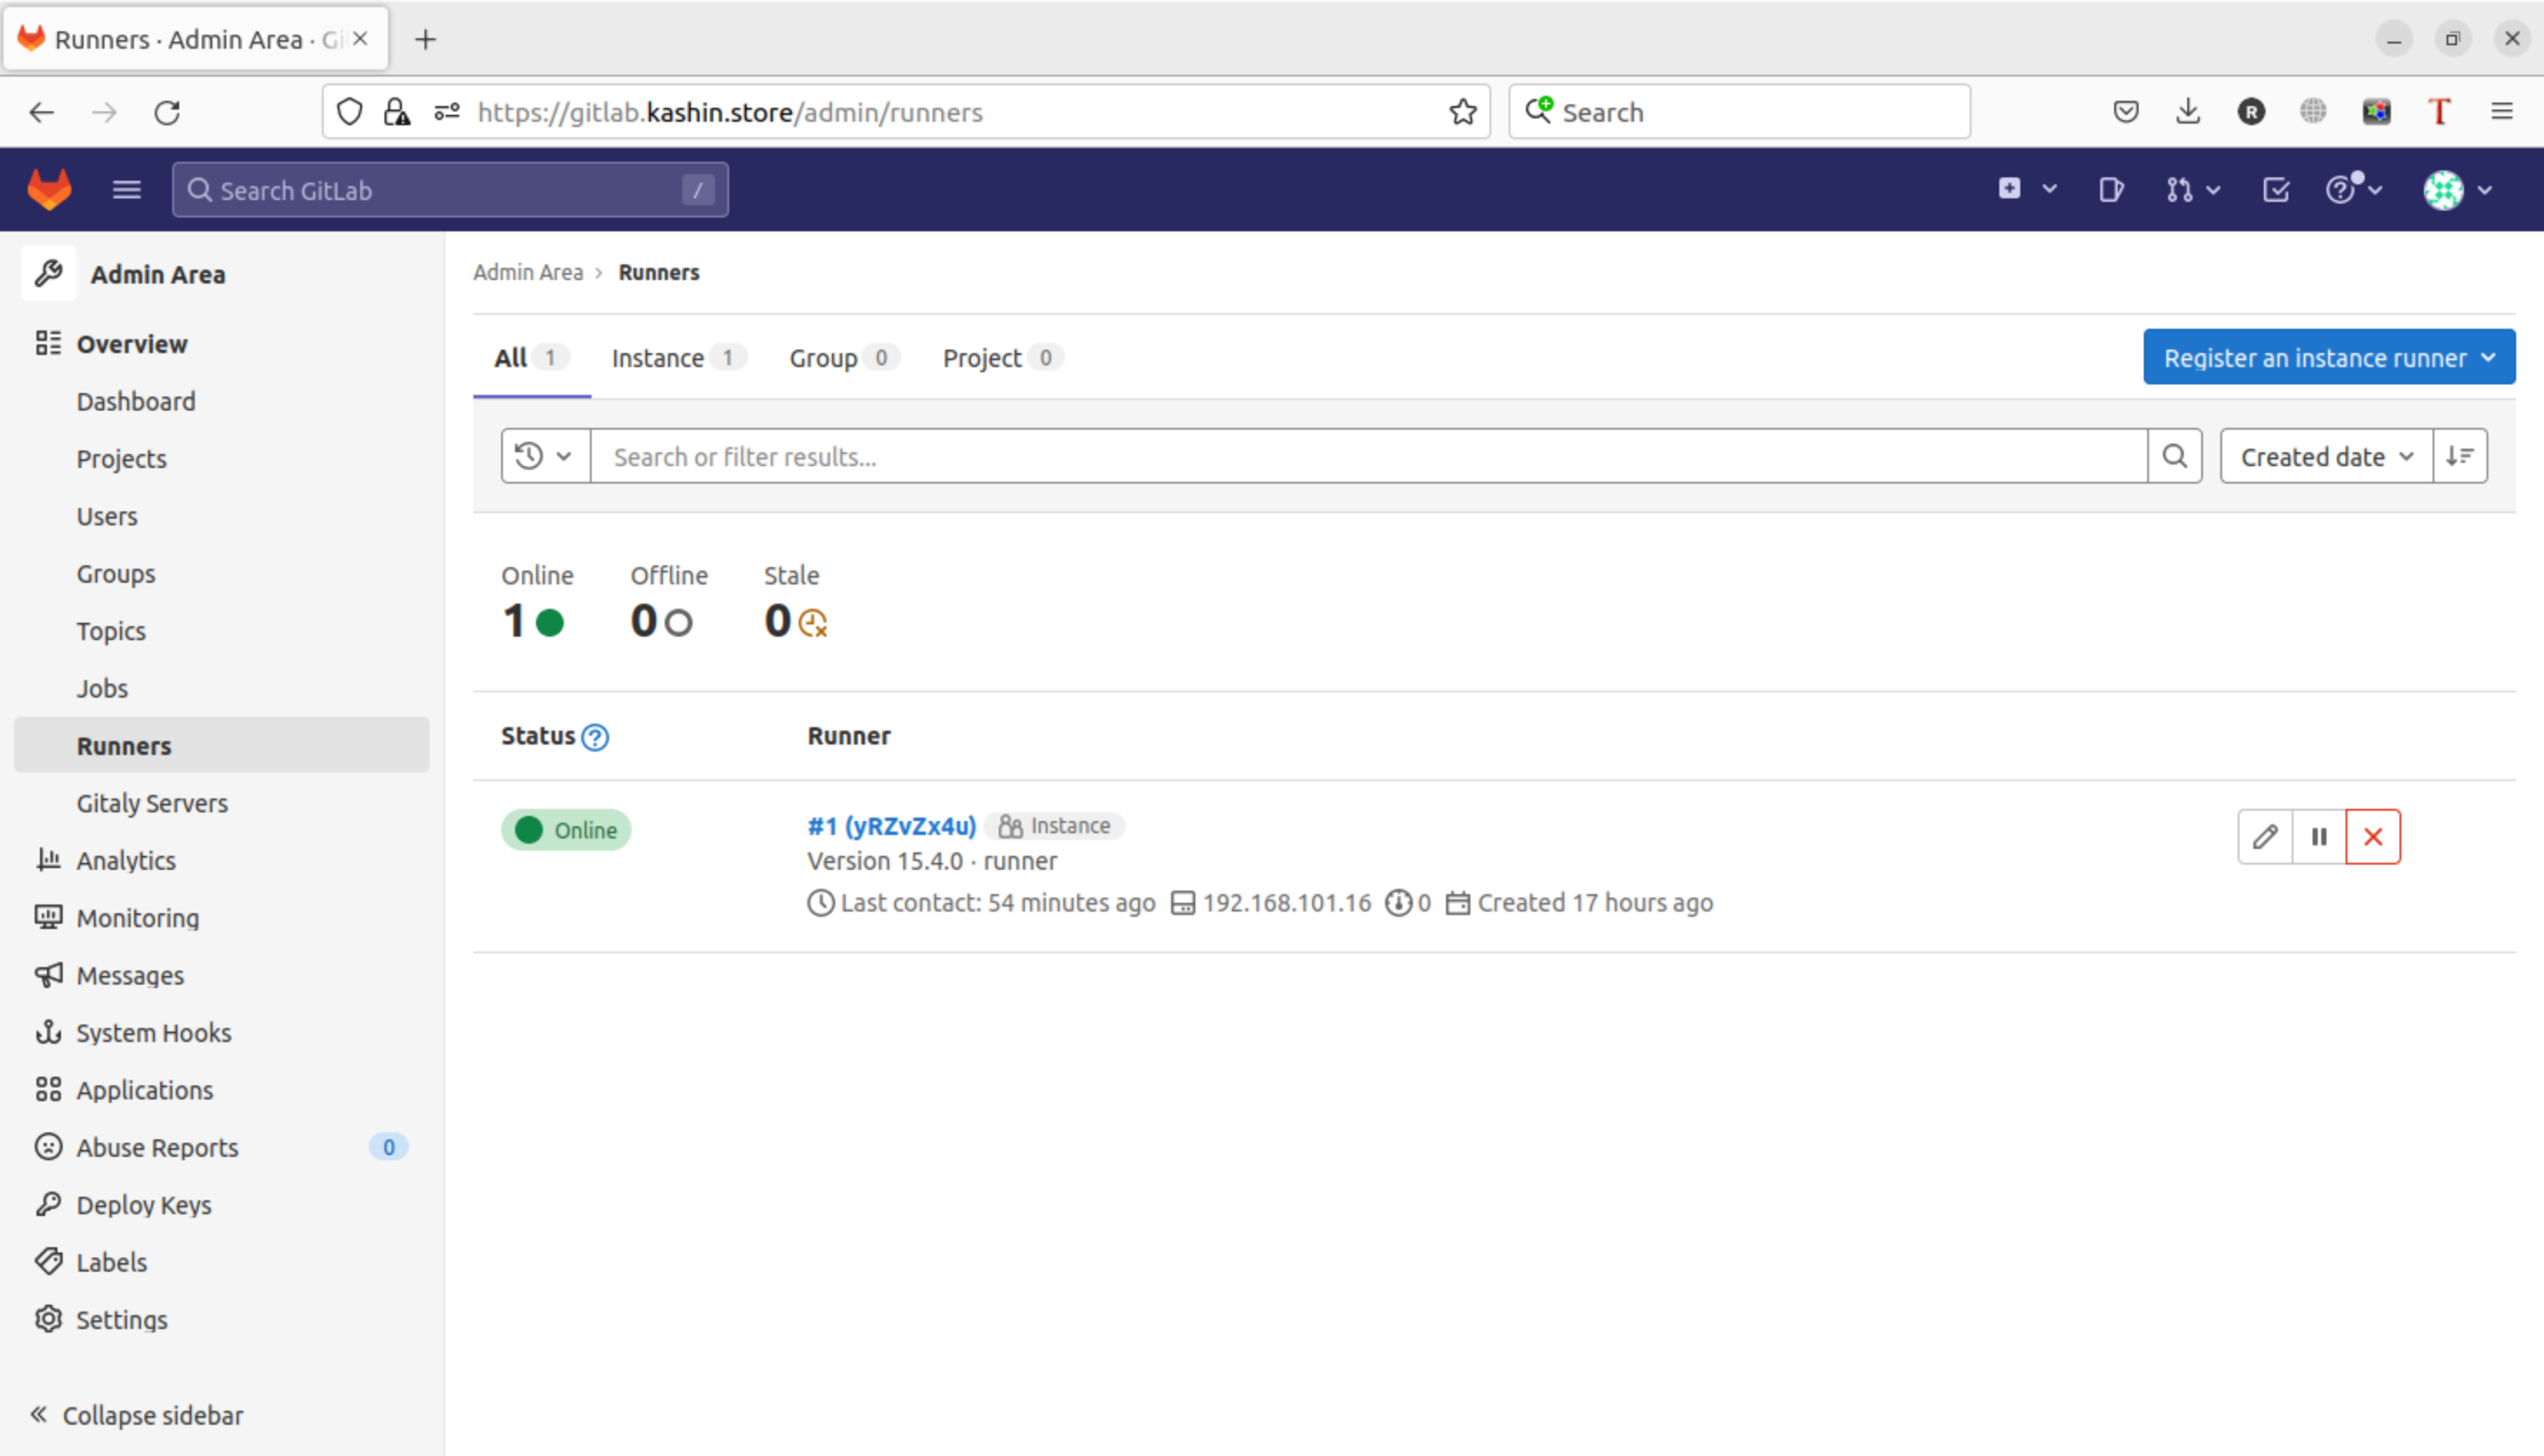 Runners · Admin Area · Gi
https://gitlab.kashin.store/admin/runners
Search
R
T
Search GitLab
/
Admin Area
Overview
Dashboard
Projects
Users
Groups
Topics
Jobs
Runners
Gitaly Servers
Analytics
Monitoring
Messages
System Hooks
Applications
Abuse Reports 0
Deploy Keys
Labels
Settings
Collapse sidebar
Admin Area › Runners
All 1 Instance 1 Group 0 Project 0
Register an instance runner
Search or filter results...
Created date
Online Offline Stale
1 0 0
Status Runner
Online
#1 (yRZvZx4u) Instance
Version 15.4.0 · runner
Last contact: 54 minutes ago 192.168.101.16 0 Created 17 hours ago